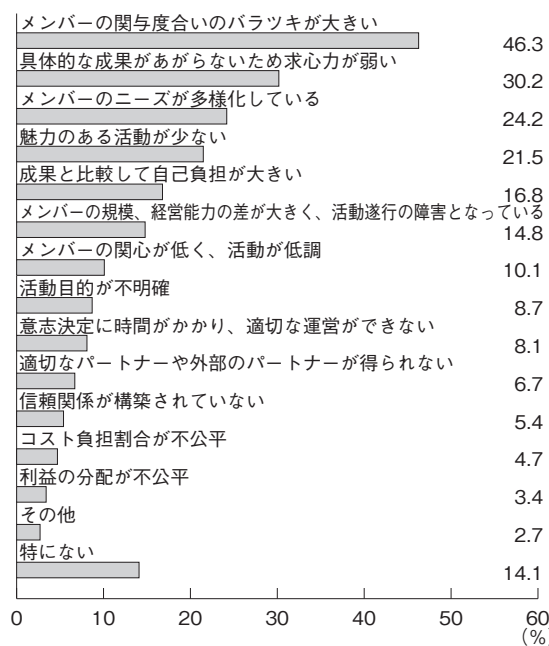 メンバーの関与度合いのバラツキが大きい
46.3
具体的な成果があがらないため求心力が弱い
30.2
メンバーのニーズが多様化している
24.2
魅力のある活動が少ない
21.5
成果と比較して自己負担が大きい
16.8
メンバーの規模、経営能力の差が大きく、活動遂行の障害となっている
14.8
メンバーの関心が低く、活動が低調
10.1
活動目的が不明確
8.7
意志決定に時間がかかり、適切な運営ができない
8.1
適切なパートナーや外部のパートナーが得られない
6.7
信頼関係が構築されていない
5.4
コスト負担割合が不公平
4.7
利益の分配が不公平
3.4
その他
2.7
特にない
14.1
0 10 20 30 40 50 60
(%)